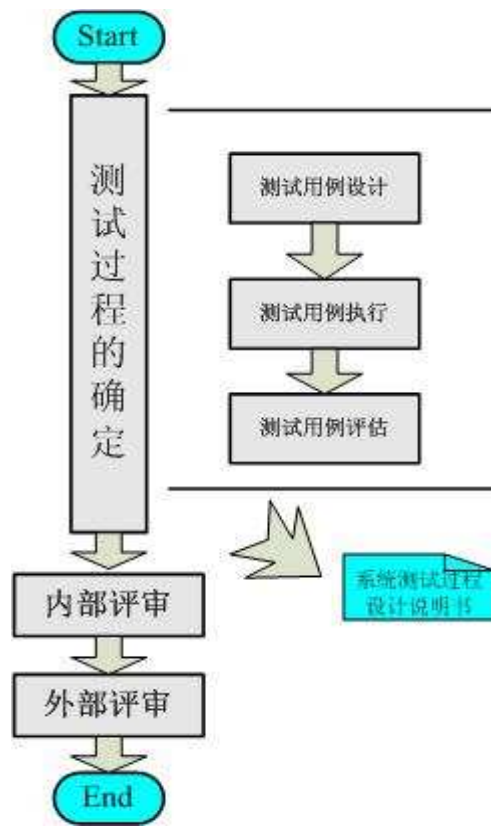 Start
测试过程的确定
测试用例设计
测试用例执行
测试用例评估
系统测试过程
设计说明书
内部评审
外部评审
End